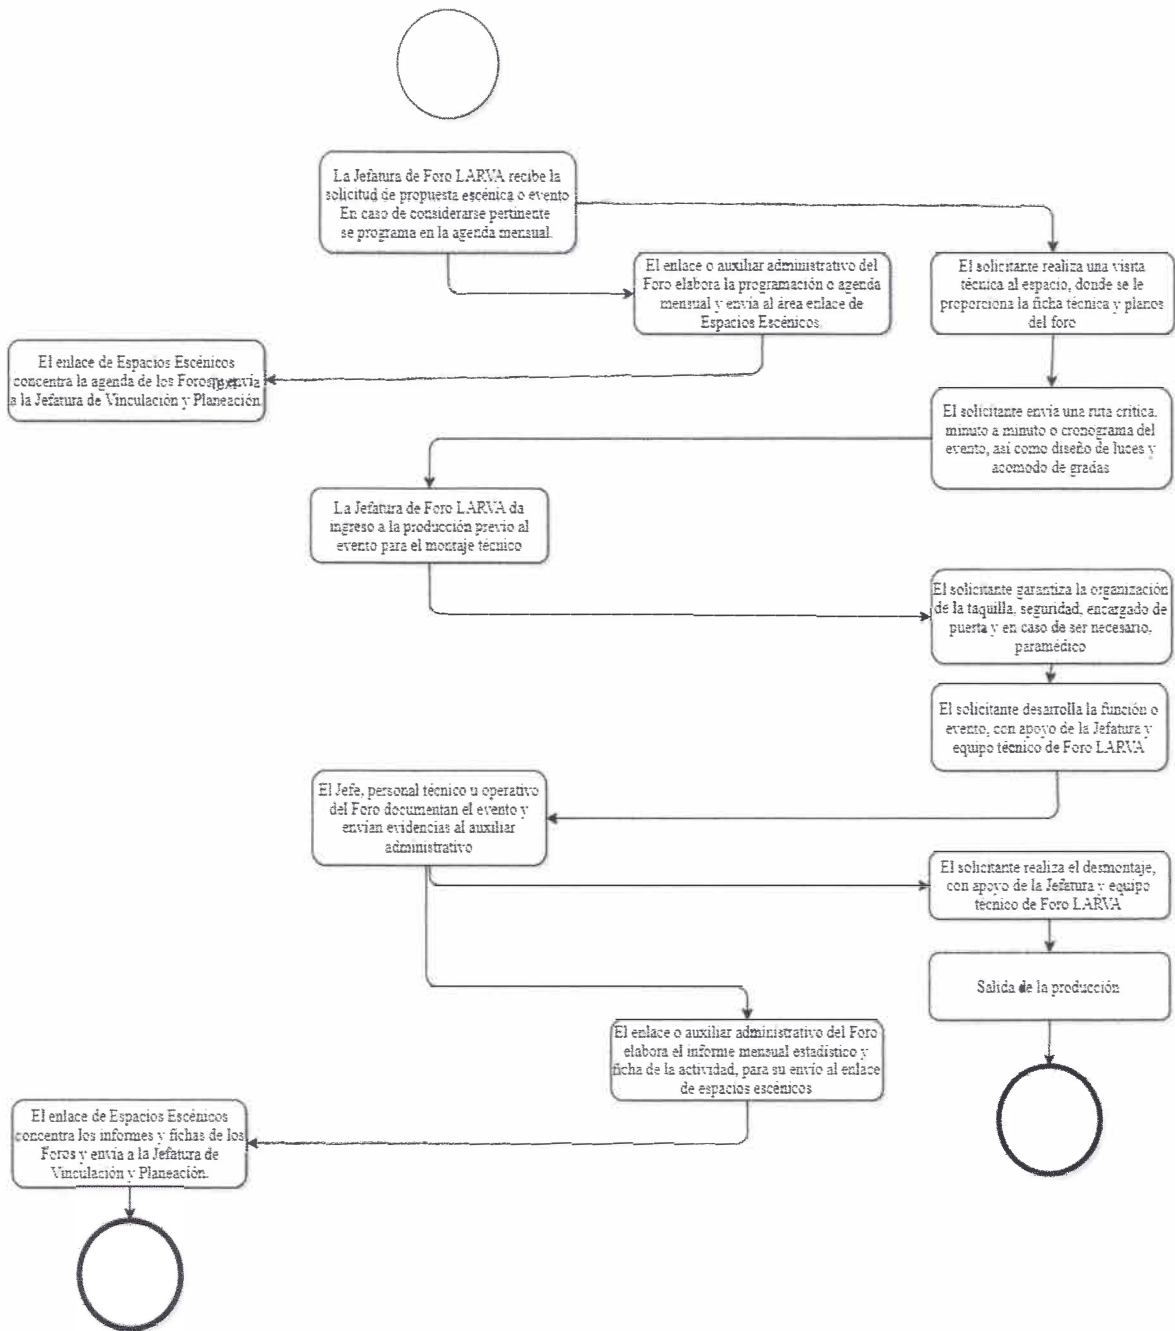 La Jefatura de Foro LARVA recibe la
solicitud de propuesta escénica o evento
En caso de considerarse pertinente
se programa en la agenda mensual.
El enlace o auxiliar administrativo del
Foro elabora la programación o agenda
mensual y envía al área enlace de
Espacios Escénicos.
El solicitante realiza una visita
técnica al espacio, donde se le
proporciona la ficha técnica y planos
del foro
El enlace de Espacios Escénicos
concentra la agenda de los Foros envía
a la Jefatura de Vinculación y Planeación.
El solicitante envía una ruta crítica,
minuto a minuto o cronograma del
evento, así como diseño de luces y
acomodo de gradas
La Jefatura de Foro LARVA da
ingreso a la producción previo al
evento para el montaje técnico
El solicitante garantiza la organización
de la taquilla, seguridad, encargado de
puerta y en caso de ser necesario,
paramédico
El solicitante desarrolla la función o
evento, con apoyo de la Jefatura y
equipo técnico de Foro LARVA
El Jefe, personal técnico u operativo
del Foro documentan el evento y
envían evidencias al auxiliar
administrativo
El solicitante realiza el desmontaje,
con apoyo de la Jefatura y equipo
técnico de Foro LARVA
Salida de la producción
El enlace o auxiliar administrativo del Foro
elabora el informe mensual estadístico y
ficha de la actividad, para su envío al enlace
de espacios escénicos
El enlace de Espacios Escénicos
concentra los informes y fichas de los
Foros y envía a la Jefatura de
Vinculación y Planeación.